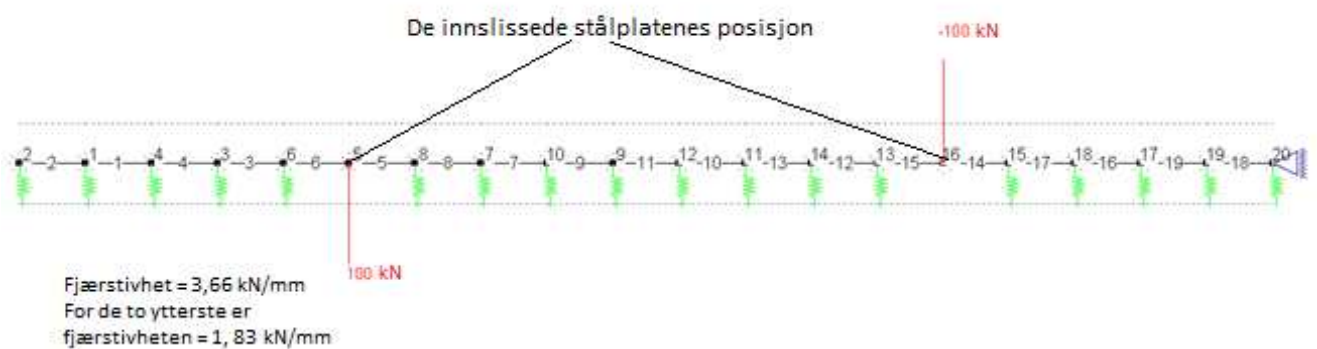 De innslissede stålplatenes posisjon
-100 kN
2 -2- 1 -1- 4 -4- 3 -3- 6 -6- 5 -5- 8 -8- 7 -7- 10 -9- 9 -11- 12 -10- 11 -13- 14 -12- 13 -15- 16 -14- 15 -17- 18 -16- 17 -19- 19 -18- 20
100 kN
Fjærstivhet = 3,66 kN/mm
For de to ytterste er
fjærstivheten = 1, 83 kN/mm